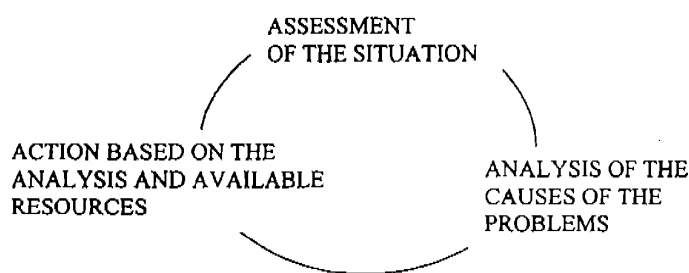 ASSESSMENT
OF THE SITUATION
ACTION BASED ON THE
ANALYSIS AND AVAILABLE
RESOURCES
ANALYSIS OF THE
CAUSES OF THE
PROBLEMS